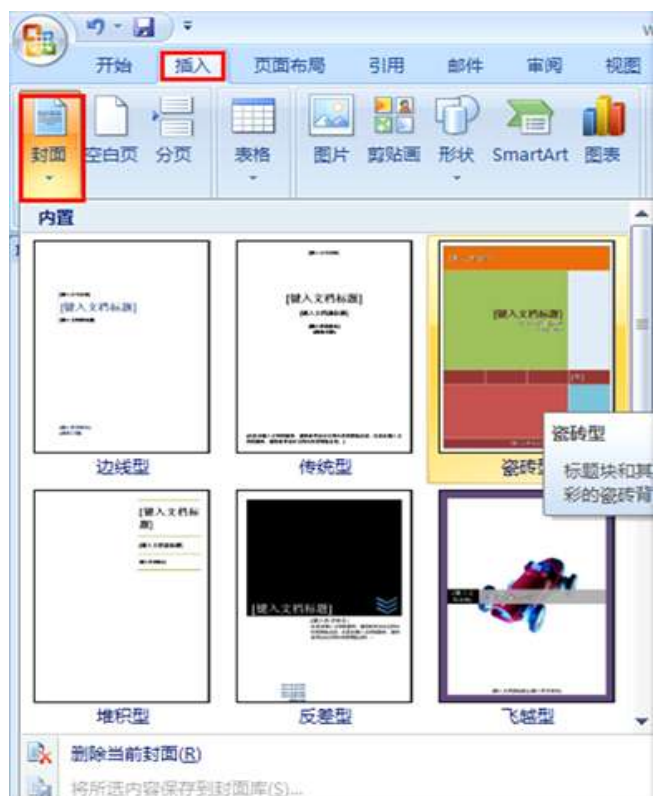 开始 插入 页面布局 引用 邮件 审阅 视图
封面 空白页 分页 表格 图片 剪贴画 形状 SmartArt 图表
内置
[键入文档标题]
[键入文档标题]
[键入文档标题]
边线型 传统型 瓷砖型
瓷砖型
标题块和其
彩的瓷砖背
[键入文档标
题]
[键入文档标题]
堆积型 反差型 飞越型
删除当前封面(R)
将所选内容保存到封面库(S)...